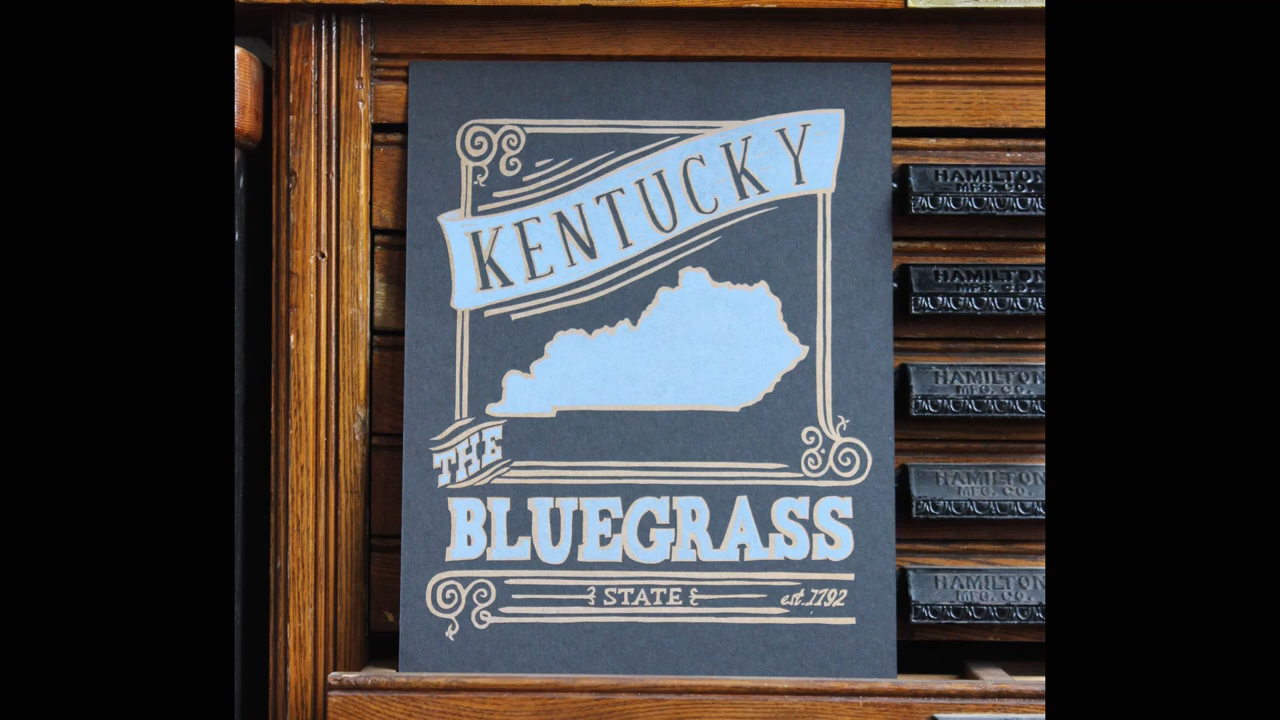 KENTUCKY
THE
BLUEGRASS
STATE est. 1792
HAMILTON
MFG. CO.
HAMILTON
MFG. CO.
HAMILTON
MFG. CO.
HAMILTON
MFG. CO.
HAMILTON
MFG. CO.